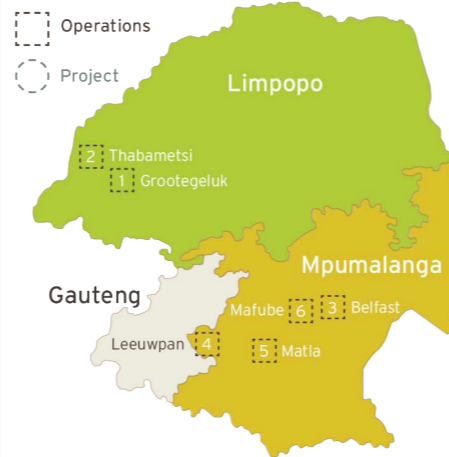 Operations
Project
Limpopo
2 Thabametsi
1 Grootegeluk
Mpumalanga
Gauteng
Mafube 6 3 Belfast
Leeuwpan 4
5 Matla